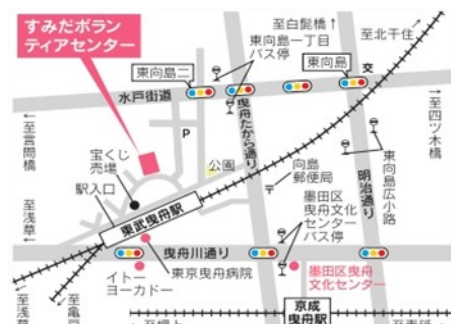 すみだボラン
ティアセンター
至白髭橋
至北千住
東向島一丁目
バス停
東向島二
東向島
交
水戸街道
至四ツ木橋
至言問橋
P
曳舟たから通り
宝くじ
売場
公園
向島
郵便局
明治通り
東向島広小路
駅入口
至浅草
東武曳舟駅
墨田区
曳舟文化
センター
バス停
曳舟川通り
東京曳舟病院
イトー
ヨーカドー
墨田区曳舟
文化センター
至浅草
京成
曳舟駅